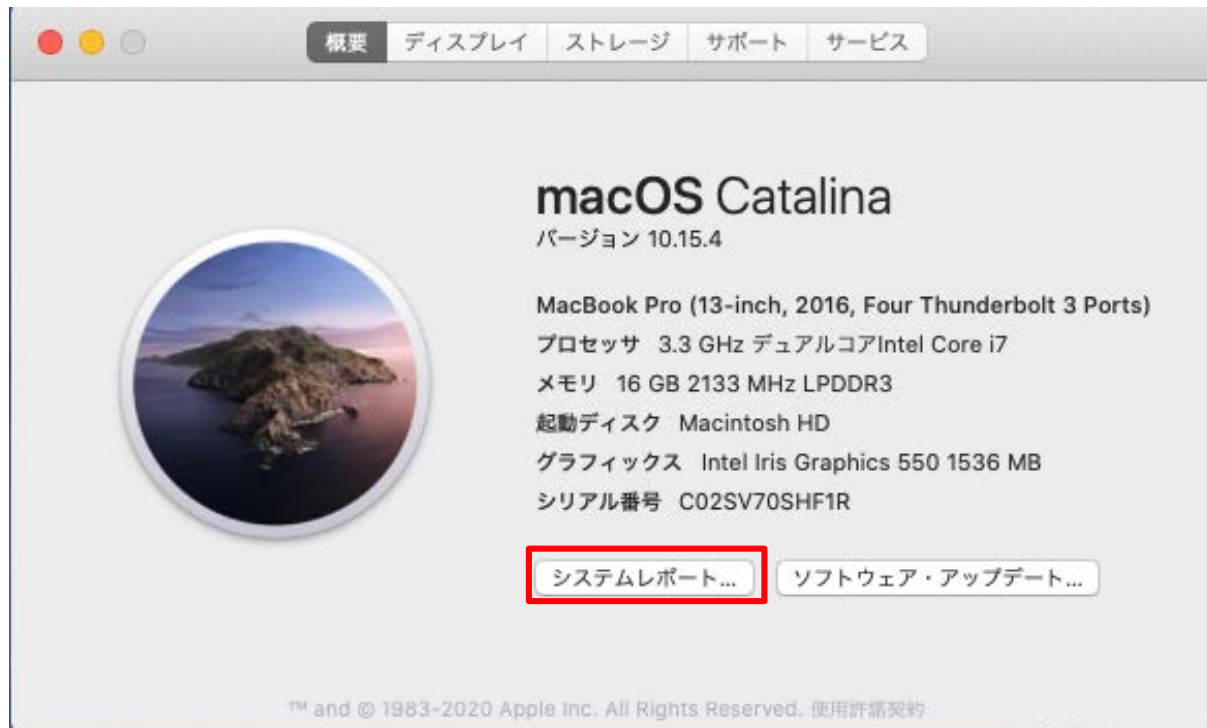 概要 ディスプレイ ストレージ サポート サービス
macOS Catalina
バージョン 10.15.4
MacBook Pro (13-inch, 2016, Four Thunderbolt 3 Ports)
プロセッサ 3.3 GHz デュアルコアIntel Core i7
メモリ 16 GB 2133 MHz LPDDR3
起動ディスク Macintosh HD
グラフィックス Intel Iris Graphics 550 1536 MB
シリアル番号 C02SV70SHF1R
システムレポート... ソフトウェア・アップデート...
™ and © 1983-2020 Apple Inc. All Rights Reserved. 使用許諾契約